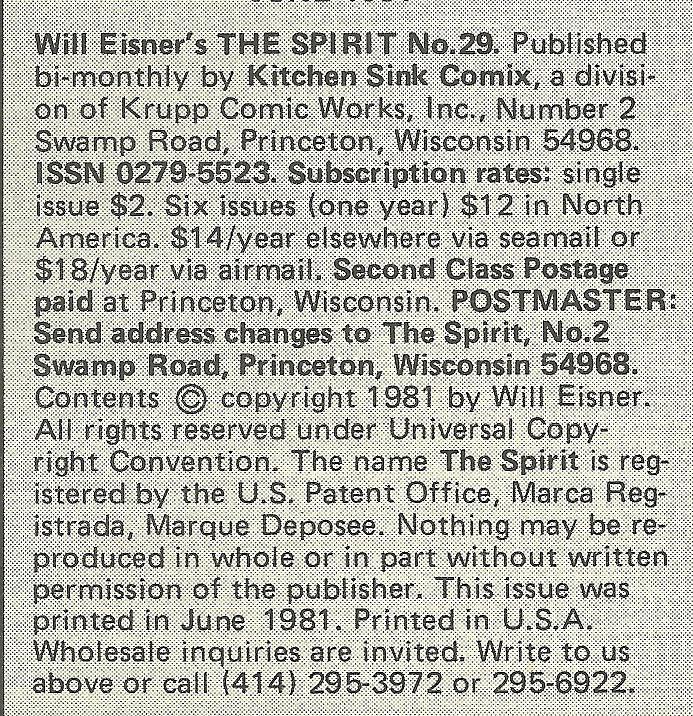 Will Eisner's THE SPIRIT No.29. Published
bi-monthly by Kitchen Sink Comix, a divisi-
on of Krupp Comic Works, Inc., Number 2
Swamp Road, Princeton, Wisconsin 54968.
ISSN 0279-5523. Subscription rates: single
issue $2. Six issues (one year) $12 in North
America. $14/year elsewhere via seamail or
$18/year via airmail. Second Class Postage
paid at Princeton, Wisconsin. POSTMASTER:
Send address changes to The Spirit, No.2
Swamp Road, Princeton, Wisconsin 54968.
Contents © copyright 1981 by Will Eisner.
All rights reserved under Universal Copy-
right Convention. The name The Spirit is reg-
istered by the U.S. Patent Office, Marca Reg-
istrada, Marque Deposee. Nothing may be re-
produced in whole or in part without written
permission of the publisher. This issue was
printed in June 1981. Printed in U.S.A.
Wholesale inquiries are invited. Write to us
above or call (414) 295-3972 or 295-6922.